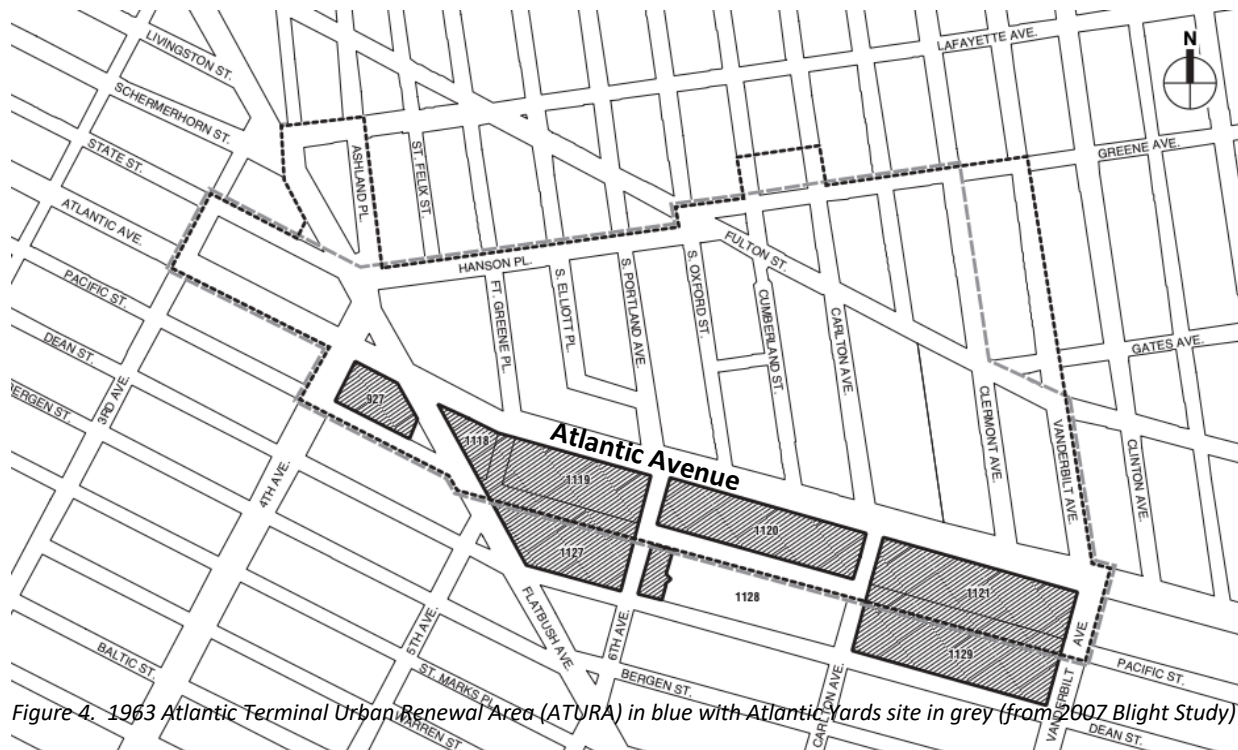 LIVINGSTON ST.
LAFAYETTE AVE.
N
SCHERMERHORN ST.
STATE ST.
ASHLAND PL.
ST. FELIX ST.
GREENE AVE.
ATLANTIC AVE.
HANSON PL.
FULTON ST.
PACIFIC ST.
FT. GREENE PL.
S. ELLIOTT PL.
S. PORTLAND AVE.
S. OXFORD ST.
CUMBERLAND ST.
CARLTON AVE.
DEAN ST.
GATES AVE.
BERGEN ST.
3RD AVE.
927
CLERMONT AVE.
VANDERBILT AVE.
CLINTON AVE.
1118
Atlantic Avenue
1119
4TH AVE.
1120
1127
1128
1121
1129
FLATBUSH AVE.
6TH AVE.
5TH AVE.
BALTIC ST.
ST. MARKS PL.
BERGEN ST.
CARLTON AVE.
VANDERBILT AVE.
PACIFIC ST.
WARREN ST.
DEAN ST.
Figure 4. 1963 Atlantic Terminal Urban Renewal Area (ATURA) in blue with Atlantic Yards site in grey (from 2007 Blight Study)